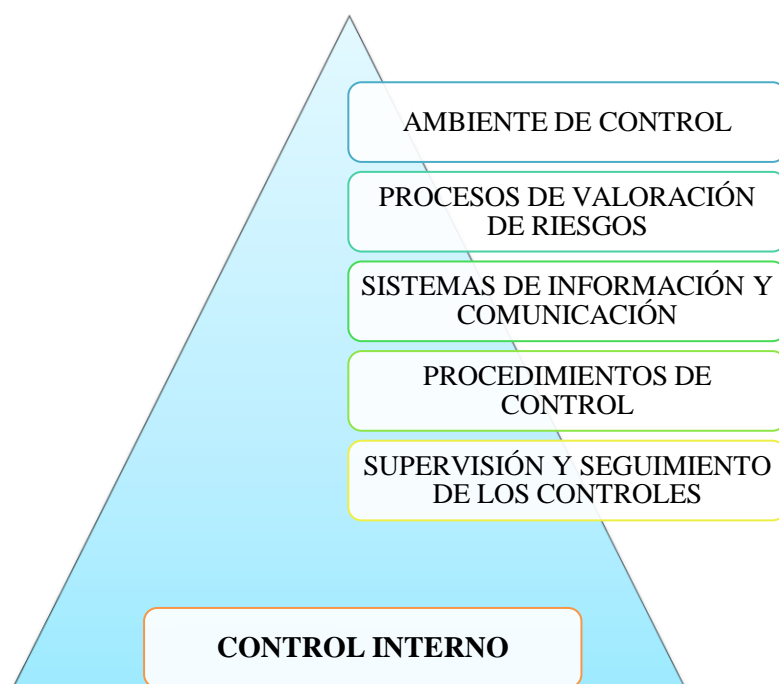 AMBIENTE DE CONTROL
PROCESOS DE VALORACIÓN
DE RIESGOS
SISTEMAS DE INFORMACIÓN Y
COMUNICACIÓN
PROCEDIMIENTOS DE
CONTROL
SUPERVISIÓN Y SEGUIMIENTO
DE LOS CONTROLES
CONTROL INTERNO